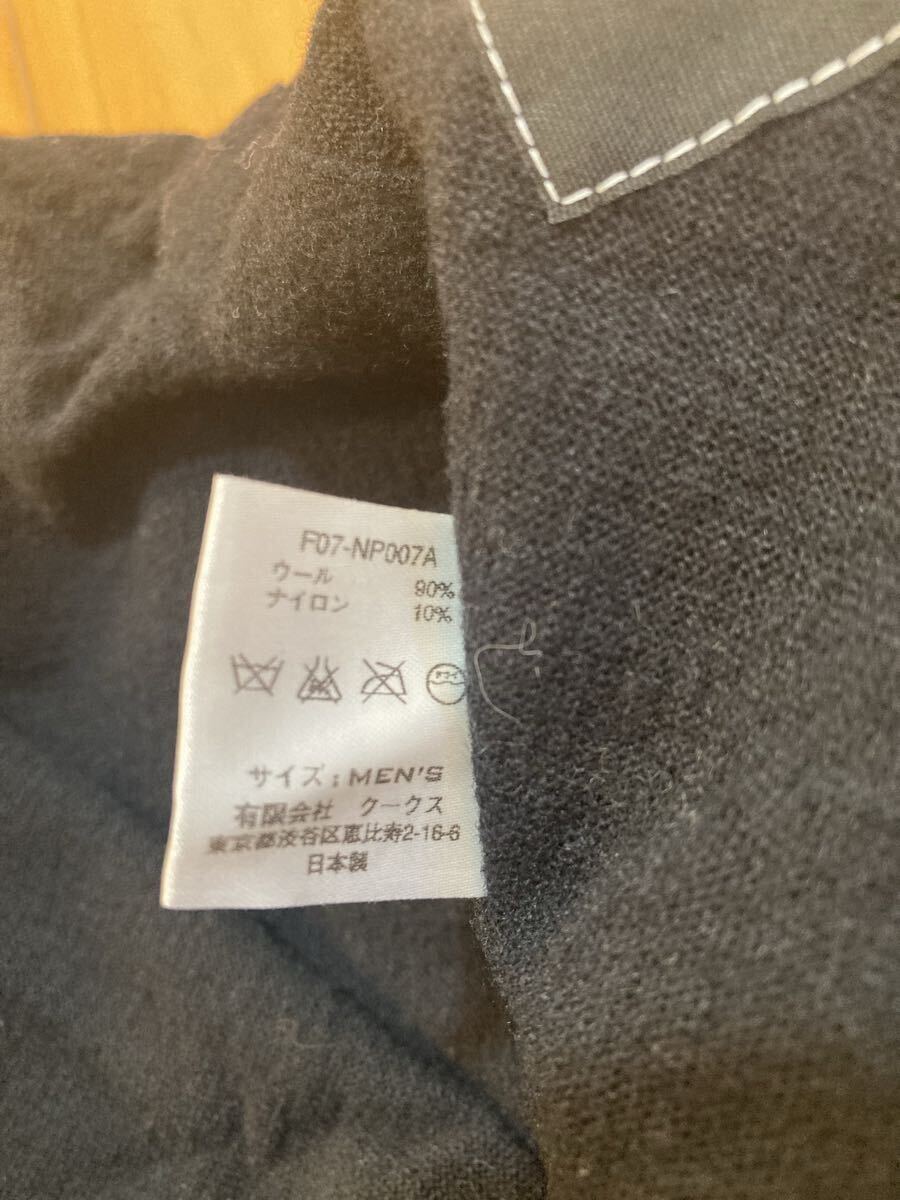 F07-NP007A
ウール 90%
ナイロン 10%
サイズ:MEN'S
有限会社 クークス
東京都渋谷区恵比寿2-16-6
日本製